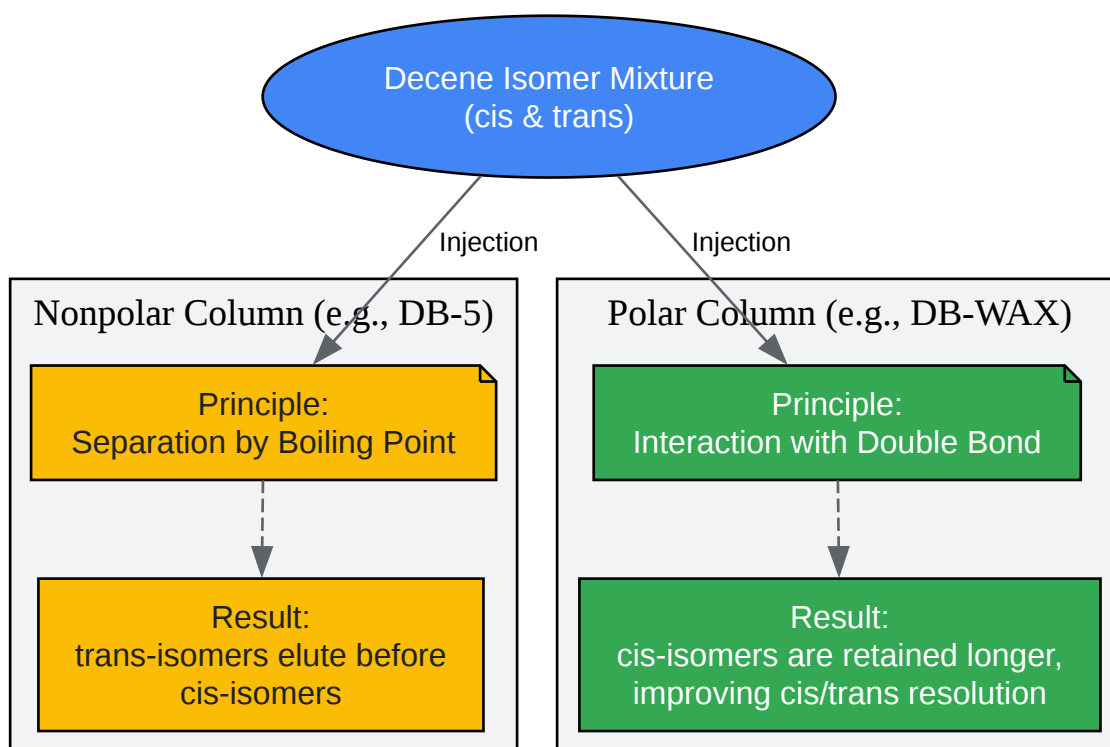 Decene Isomer Mixture
(cis & trans)
Injection
Injection
Nonpolar Column (e.g., DB-5)
Principle:
Separation by Boiling Point
Result:
trans-isomers elute before
cis-isomers
Polar Column (e.g., DB-WAX)
Principle:
Interaction with Double Bond
Result:
cis-isomers are retained longer,
improving cis/trans resolution